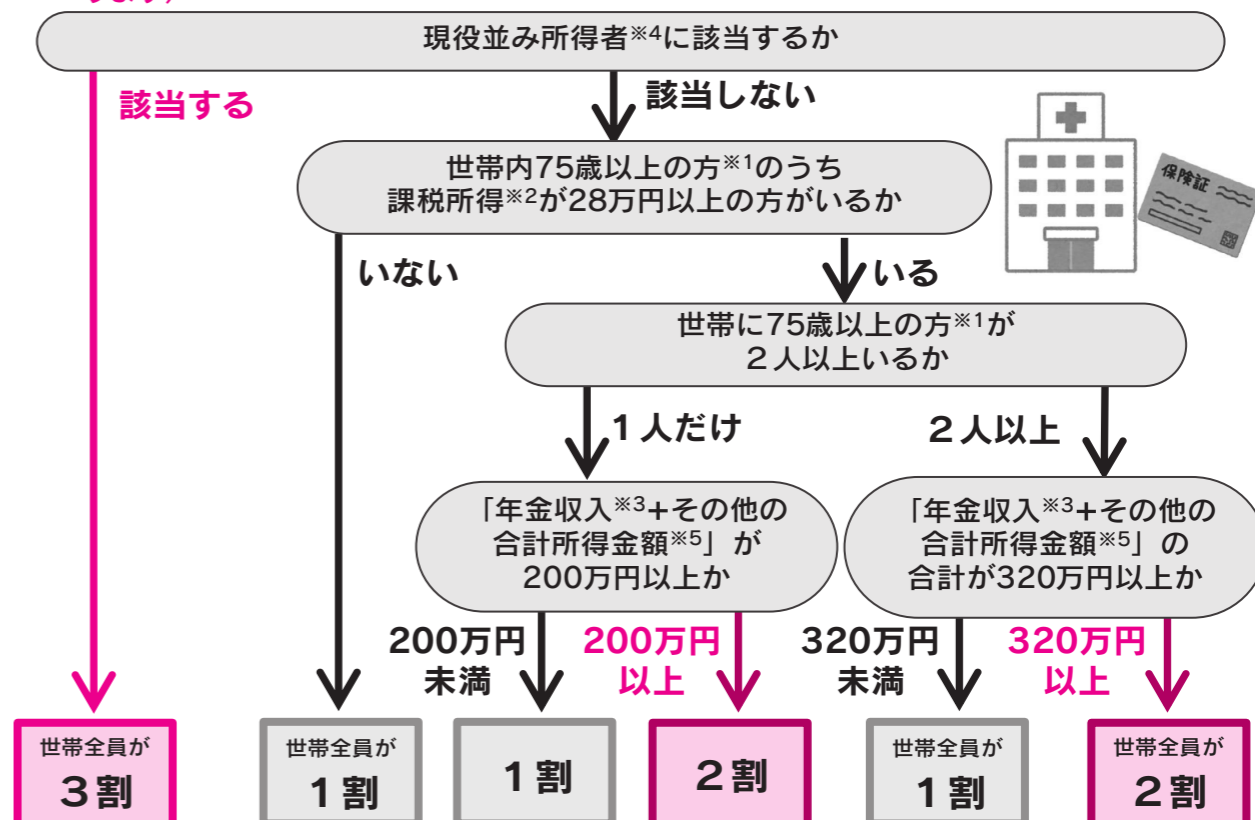 現役並み所得者※4に該当するか
該当する
該当しない
世帯内75歳以上の方※1のうち
課税所得※2が28万円以上の方がいるか
保険証
いない
いる
世帯に75歳以上の方※1が
２人以上いるか
１人だけ
２人以上
「年金収入※3+その他の
合計所得金額※5」が
200万円以上か
「年金収入※3+その他の
合計所得金額※5」の
合計が320万円以上か
200万円
未満
200万円
以上
320万円
未満
320万円
以上
世帯全員が
３割
世帯全員が
１割
１割
２割
世帯全員が
１割
世帯全員が
２割